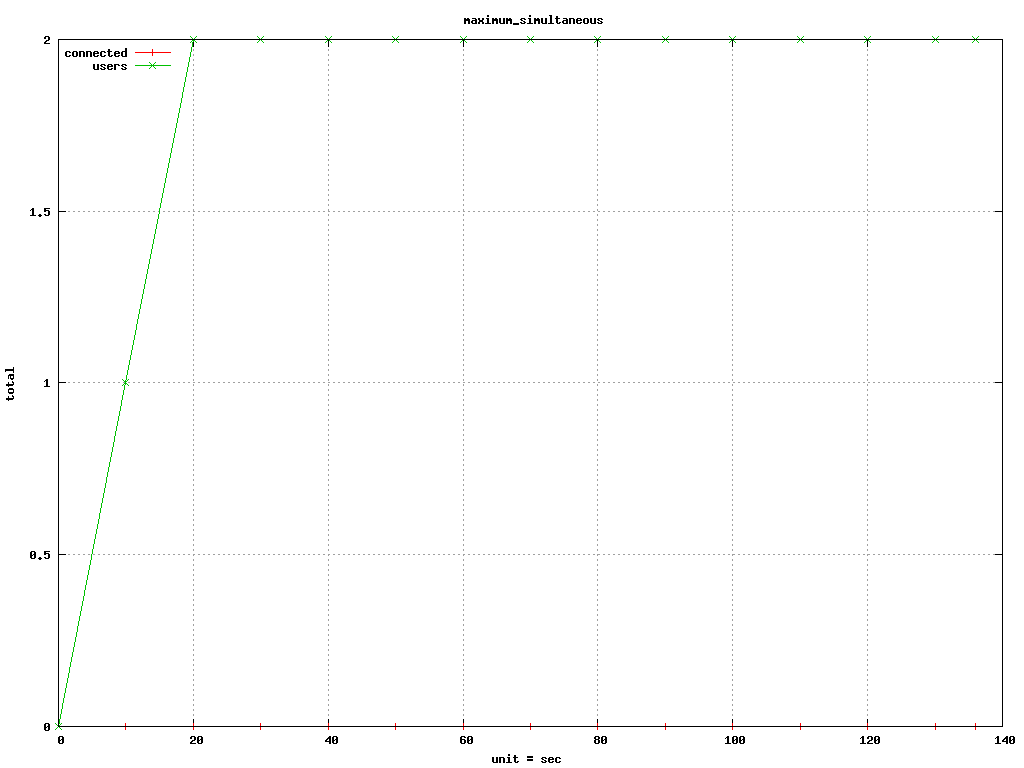 maximum_simultaneous
connected
users
2
1.5
1
0.5
0
total
0 20 40 60 80 100 120 140
unit = sec